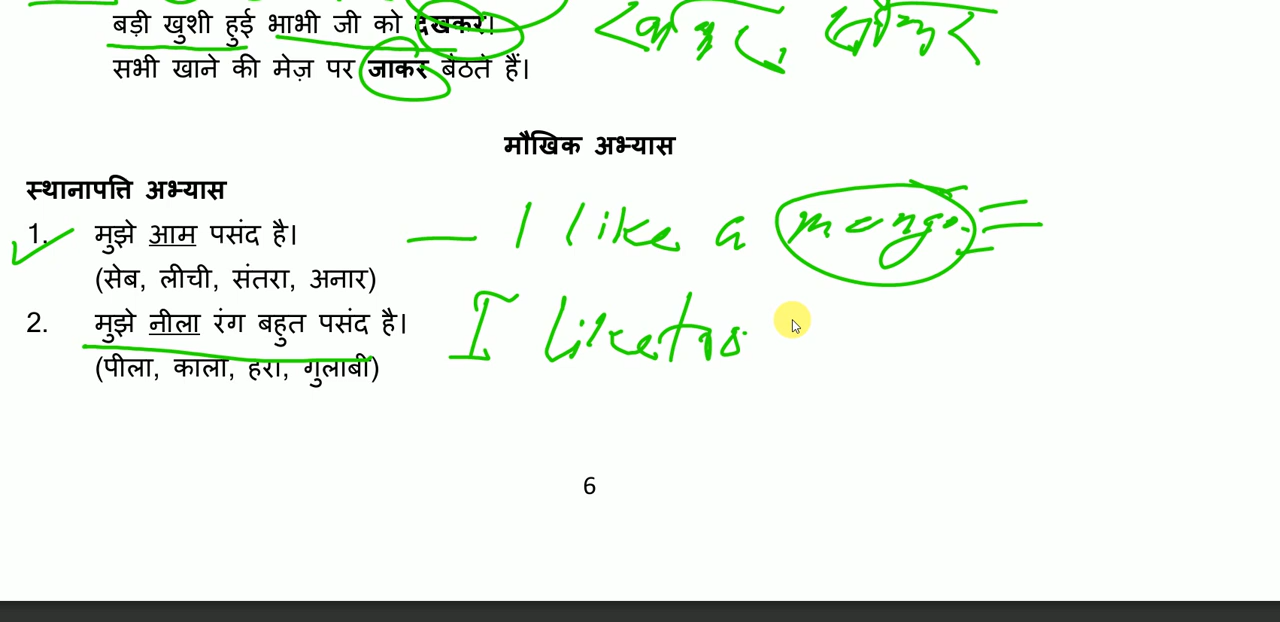 बड़ी खुशी हुई भाभी जी को देखकर।
सभी खाने की मेज़ पर जाकर बैठते हैं।
मौखिक अभ्यास
स्थानापत्ति अभ्यास
1. मुझे आम पसंद है। — I like a mango.
(सेब, लीची, संतरा, अनार)
2. मुझे नीला रंग बहुत पसंद है। I like
(पीला, काला, हरा, गुलाबी)
6